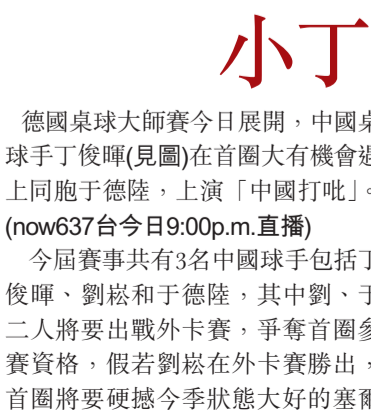 小丁
德國桌球大師賽今日展開，中國桌
球手丁俊暉(見圖)在首圈大有機會遇
上同胞于德陸，上演「中國打吡」。
(now637台今日9:00p.m.直播)
今屆賽事共有3名中國球手包括丁
俊暉、劉崧和于德陸，其中劉、于
二人將要出戰外卡賽，爭奪首圈參
賽資格，假若劉崧在外卡賽勝出，
首圈將要硬撼今季狀態大好的塞爾